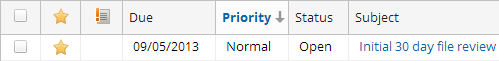 Due Priority Status Subject
09/05/2013 Normal Open Initial 30 day file review